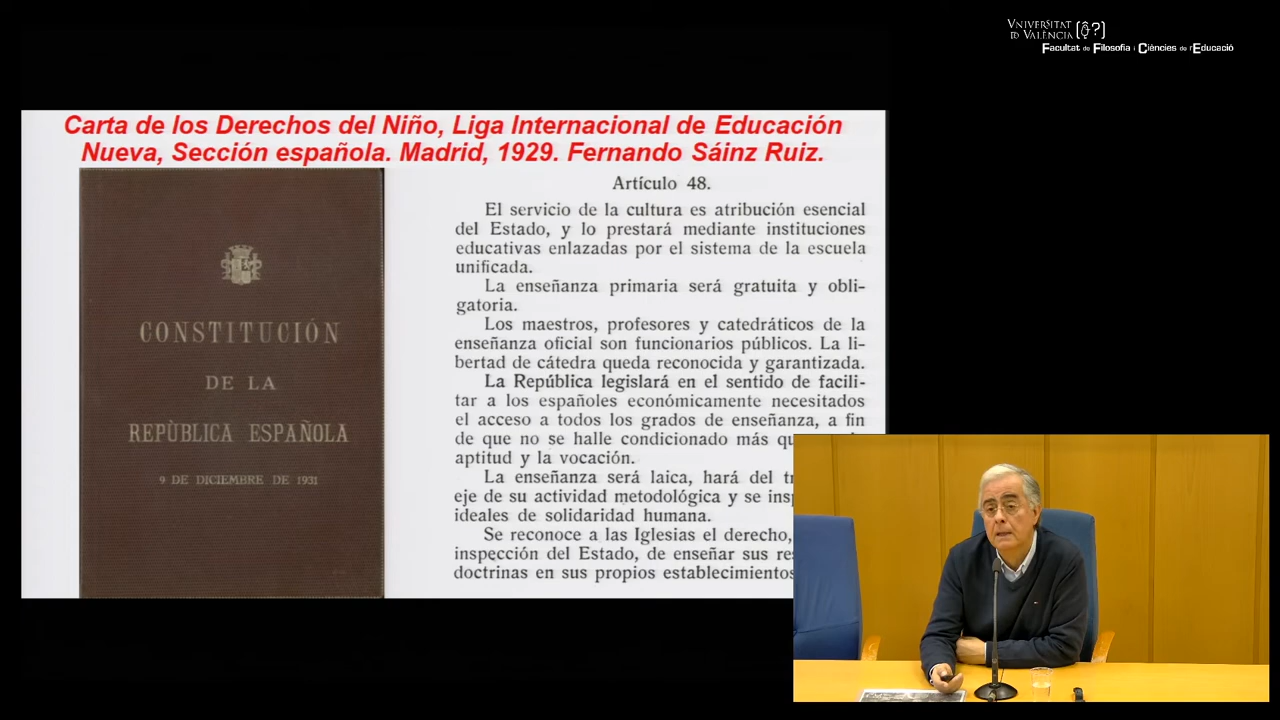 VNIVERSITAT
ID VALÈNCIA
Facultat de Filosofia i Ciències de l'Educació
Carta de los Derechos del Niño, Liga Internacional de Educación
Nueva, Sección española. Madrid, 1929. Fernando Sáinz Ruiz.
CONSTITUCIÓN
DE LA
REPÙBLICA ESPAÑOLA
9 DE DICIEMBRE DE 1931
Artículo 48.
El servicio de la cultura es atribución esencial
del Estado, y lo prestará mediante instituciones
educativas enlazadas por el sistema de la escuela
unificada.
La enseñanza primaria será gratuita y obli-
gatoria.
Los maestros, profesores y catedráticos de la
enseñanza oficial son funcionarios públicos. La li-
bertad de cátedra queda reconocida y garantizada.
La República legislará en el sentido de facili-
tar a los españoles económicamente necesitados
el acceso a todos los grados de enseñanza, a fin
de que no se halle condicionado más
aptitud y la vocación.
La enseñanza será laica, hará del
eje de su actividad metodológica y se
ideales de solidaridad humana.
Se reconoce a las Iglesias el derecho,
inspección del Estado, de enseñar sus
doctrinas en sus propios establecimientos